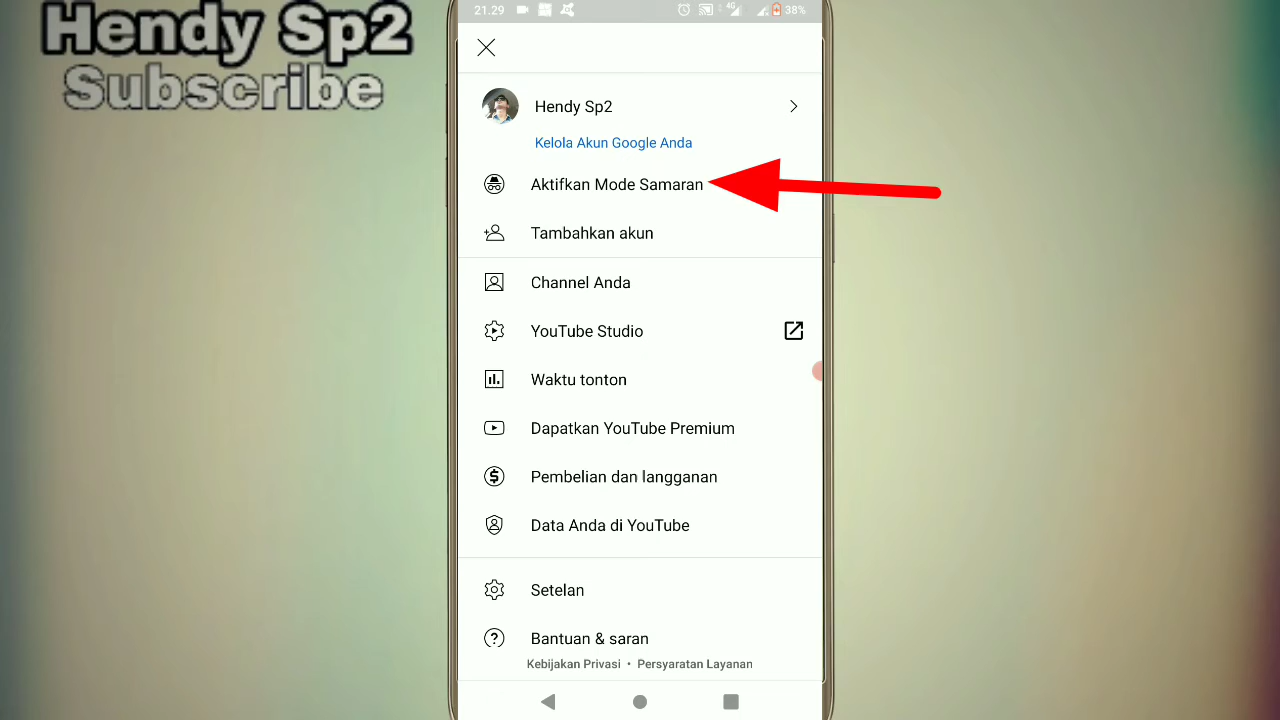 Hendy Sp2
Subscribe
21.29
4G
38%
Hendy Sp2
Kelola Akun Google Anda
Aktifkan Mode Samaran
Tambahkan akun
Channel Anda
YouTube Studio
Waktu tonton
Dapatkan YouTube Premium
Pembelian dan langganan
Data Anda di YouTube
Setelan
Bantuan & saran
Kebijakan Privasi • Persyaratan Layanan